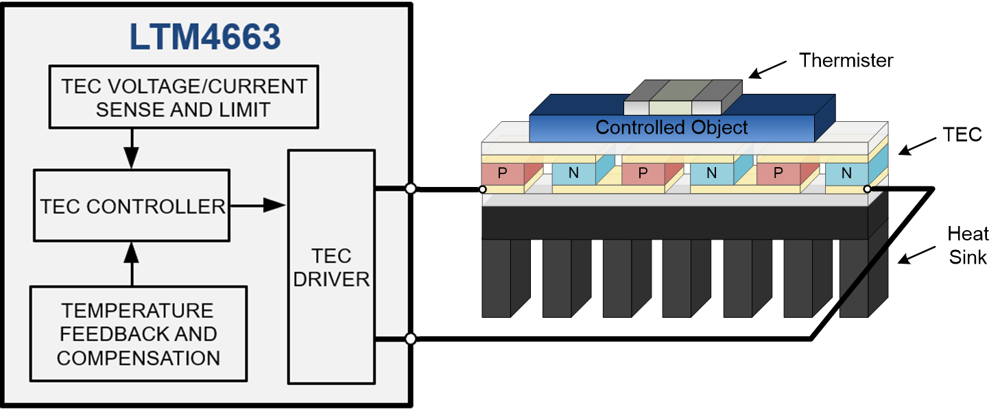 LTM4663
TEC VOLTAGE/CURRENT
SENSE AND LIMIT
TEC CONTROLLER
TEMPERATURE
FEEDBACK AND
COMPENSATION
TEC
DRIVER
Thermister
Controlled Object
TEC
P N P N P N
Heat
Sink